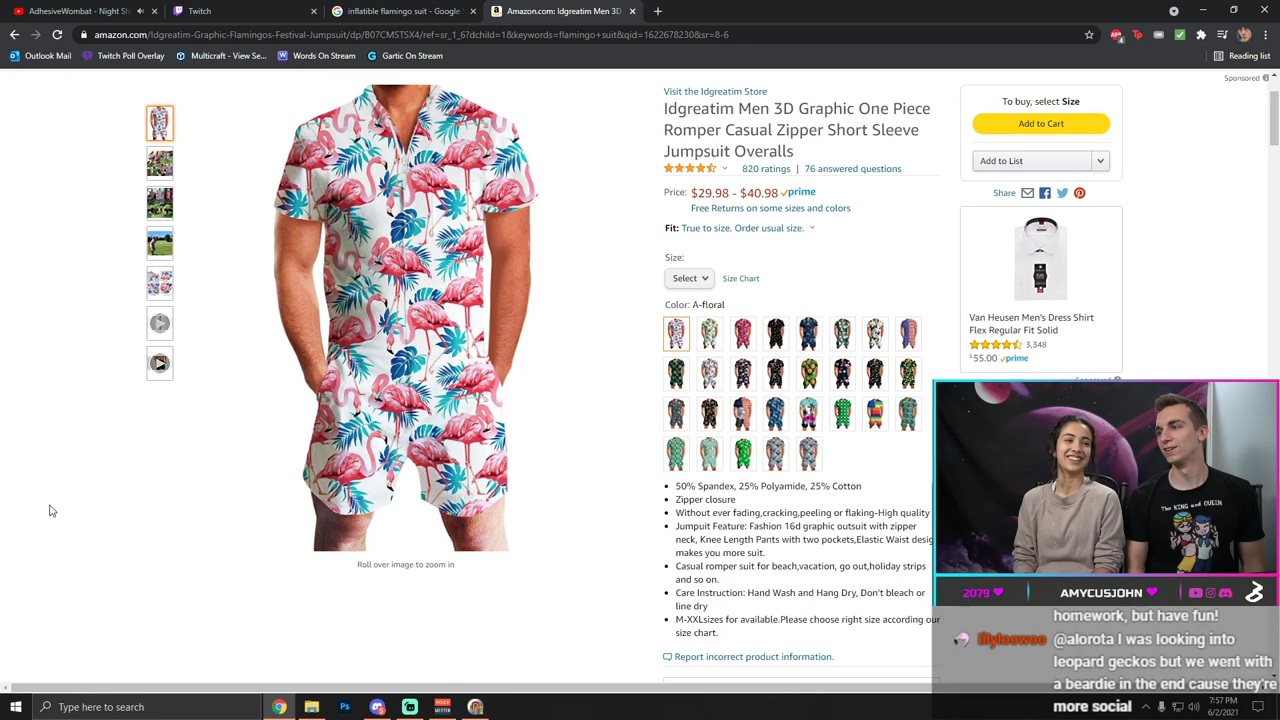 AdhesiveWombat - Night Sh
Twitch
inflatible flamingo suit - Google S
Amazon.com: Idgreatim Men 3D
amazon.com/Idgreatim-Graphic-Flamingos-Festival-Jumpsuit/dp/B07CMSTSX4/ref=sr_1_6?dchild=1&keywords=flamingo+suit&qid=1622678230&sr=8-6
Outlook Mail
Twitch Poll Overlay
Multicraft - View Se...
Words On Stream
Gartic On Stream
Reading list
Sponsored
Visit the Idgreatim Store
Idgreatim Men 3D Graphic One Piece
Romper Casual Zipper Short Sleeve
Jumpsuit Overalls
820 ratings | 76 answered questions
Price: $29.98 - $40.98 prime
Free Returns on some sizes and colors
Fit: True to size. Order usual size.
Size:
Select
Size Chart
Color: A-floral
50% Spandex, 25% Polyamide, 25% Cotton
Zipper closure
Without ever fading,cracking,peeling or flaking-High quality
Jumpuit Feature: Fashion 16d graphic outsuit with zipper
neck, Knee Length Pants with two pockets,Elastic Waist desig
makes you more suit.
Casual romper suit for beach,vacation, go out,holiday strips
and so on.
Care Instruction: Hand Wash and Hang Dry, Don't bleach or
line dry
M-XXLsizes for available.Please choose right size according our
size chart.
Report incorrect product information.
Roll over image to zoom in
To buy, select Size
Add to Cart
Add to List
Share
Van Heusen Men's Dress Shirt
Flex Regular Fit Solid
3,348
$55.00 prime
Sponsored
The KING and QUEEN
2079
AMYCUSJOHN
homework, but have fun!
lilyloowoo @alorota I was looking into
leopard geckos but we went with
a beardie in the end cause they're
more social
Type here to search
7:57 PM
6/2/2021